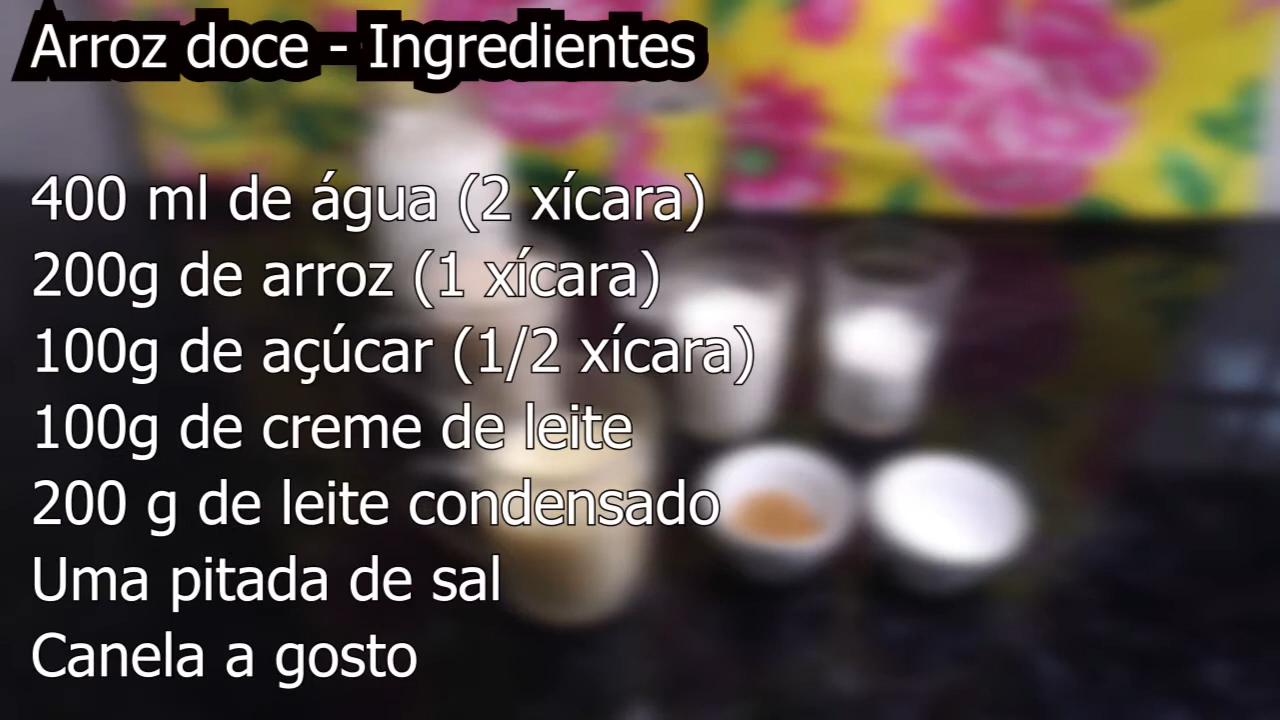 Arroz doce - Ingredientes
400 ml de água (2 xícara)
200g de arroz (1 xícara)
100g de açúcar (1/2 xícara)
100g de creme de leite
200 g de leite condensado
Uma pitada de sal
Canela a gosto